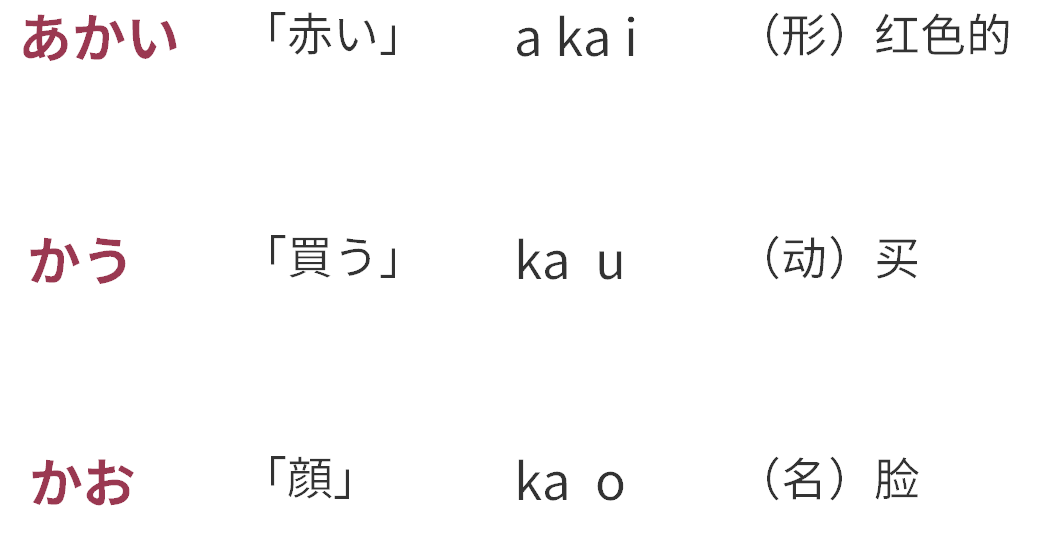 あかい 「赤い」 a ka i （形）红色的
かう 「買う」 ka u （动）买
かお 「顔」 ka o （名）脸